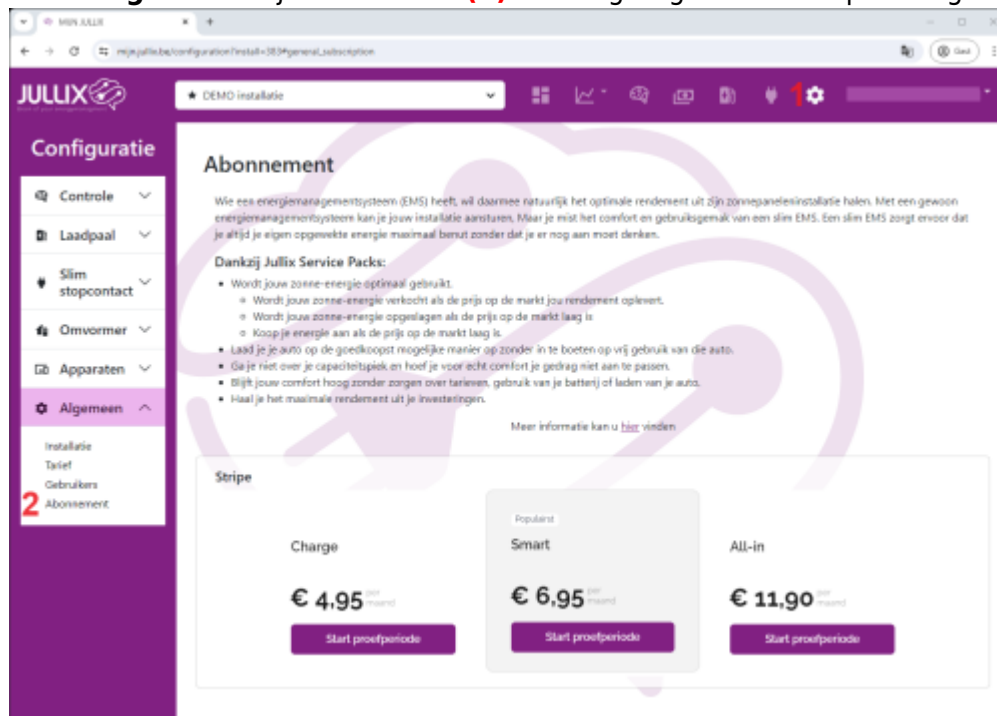 (2)
MIJN JULLIX
mijn.jullix.be/configuration?install=383#general_subscription
Gast
JULLIX
★ DEMO installatie
1
Configuratie
Controle
Laadpaal
Slim
stopcontact
Omvormer
Apparaten
Algemeen
Installatie
Tarief
Gebruikers
2 Abonnement
Abonnement
Wie een energiemanagementsysteem (EMS) heeft, wil daarmee natuurlijk het optimale rendement uit zijn zonnepaneleninstallatie halen. Met een gewoon
energiemanagementsysteem kan je jouw installatie aansturen. Maar je mist het comfort en gebruiksgemak van een slim EMS. Een slim EMS zorgt ervoor dat
je altijd je eigen opgewekte energie maximaal benut zonder dat je er nog aan moet denken.
Dankzij Jullix Service Packs:
Wordt jouw zonne-energie optimaal gebruikt.
Wordt jouw zonne-energie verkocht als de prijs op de markt jou rendement oplevert.
Wordt jouw zonne-energie opgeslagen als de prijs op de markt laag is
Koop je energie aan als de prijs op de markt laag is.
Laad je je auto op de goedkoopst mogelijke manier op zonder in te boeten op vrij gebruik van die auto.
Ga je niet over je capaciteitspiek en hoef je voor echt comfort je gedrag niet aan te passen.
Blijft jouw comfort hoog zonder zorgen over tarieven, gebruik van je batterij of laden van je auto.
Haal je het maximale rendement uit je investeringen.
Meer informatie kan u hier vinden
Stripe
Charge
€ 4,95 per maand
Start proefperiode
Populairst
Smart
€ 6,95 per maand
Start proefperiode
All-in
€ 11,90 per maand
Start proefperiode